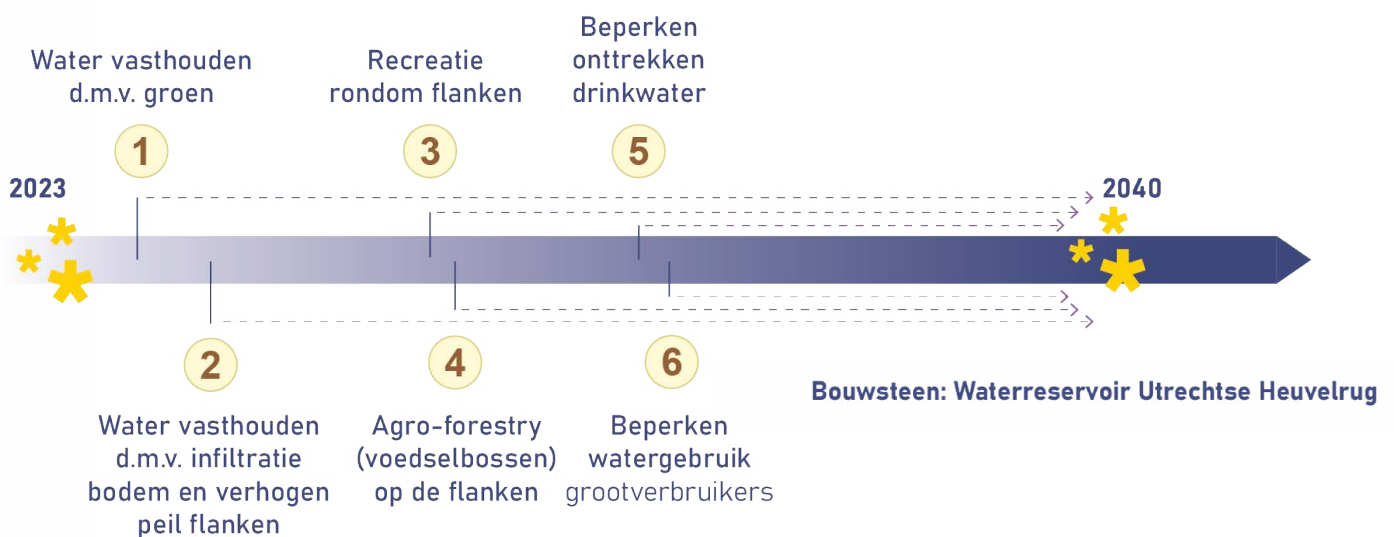 Water vasthouden
d.m.v. groen
1
Recreatie
rondom flanken
3
Beperken
onttrekken
drinkwater
5
2023
2040
2
Water vasthouden
d.m.v. infiltratie
bodem en verhogen
peil flanken
4
Agro-forestry
(voedselbossen)
op de flanken
6
Beperken
watergebruik
grootverbruikers
Bouwsteen: Waterreservoir Utrechtse Heuvelrug